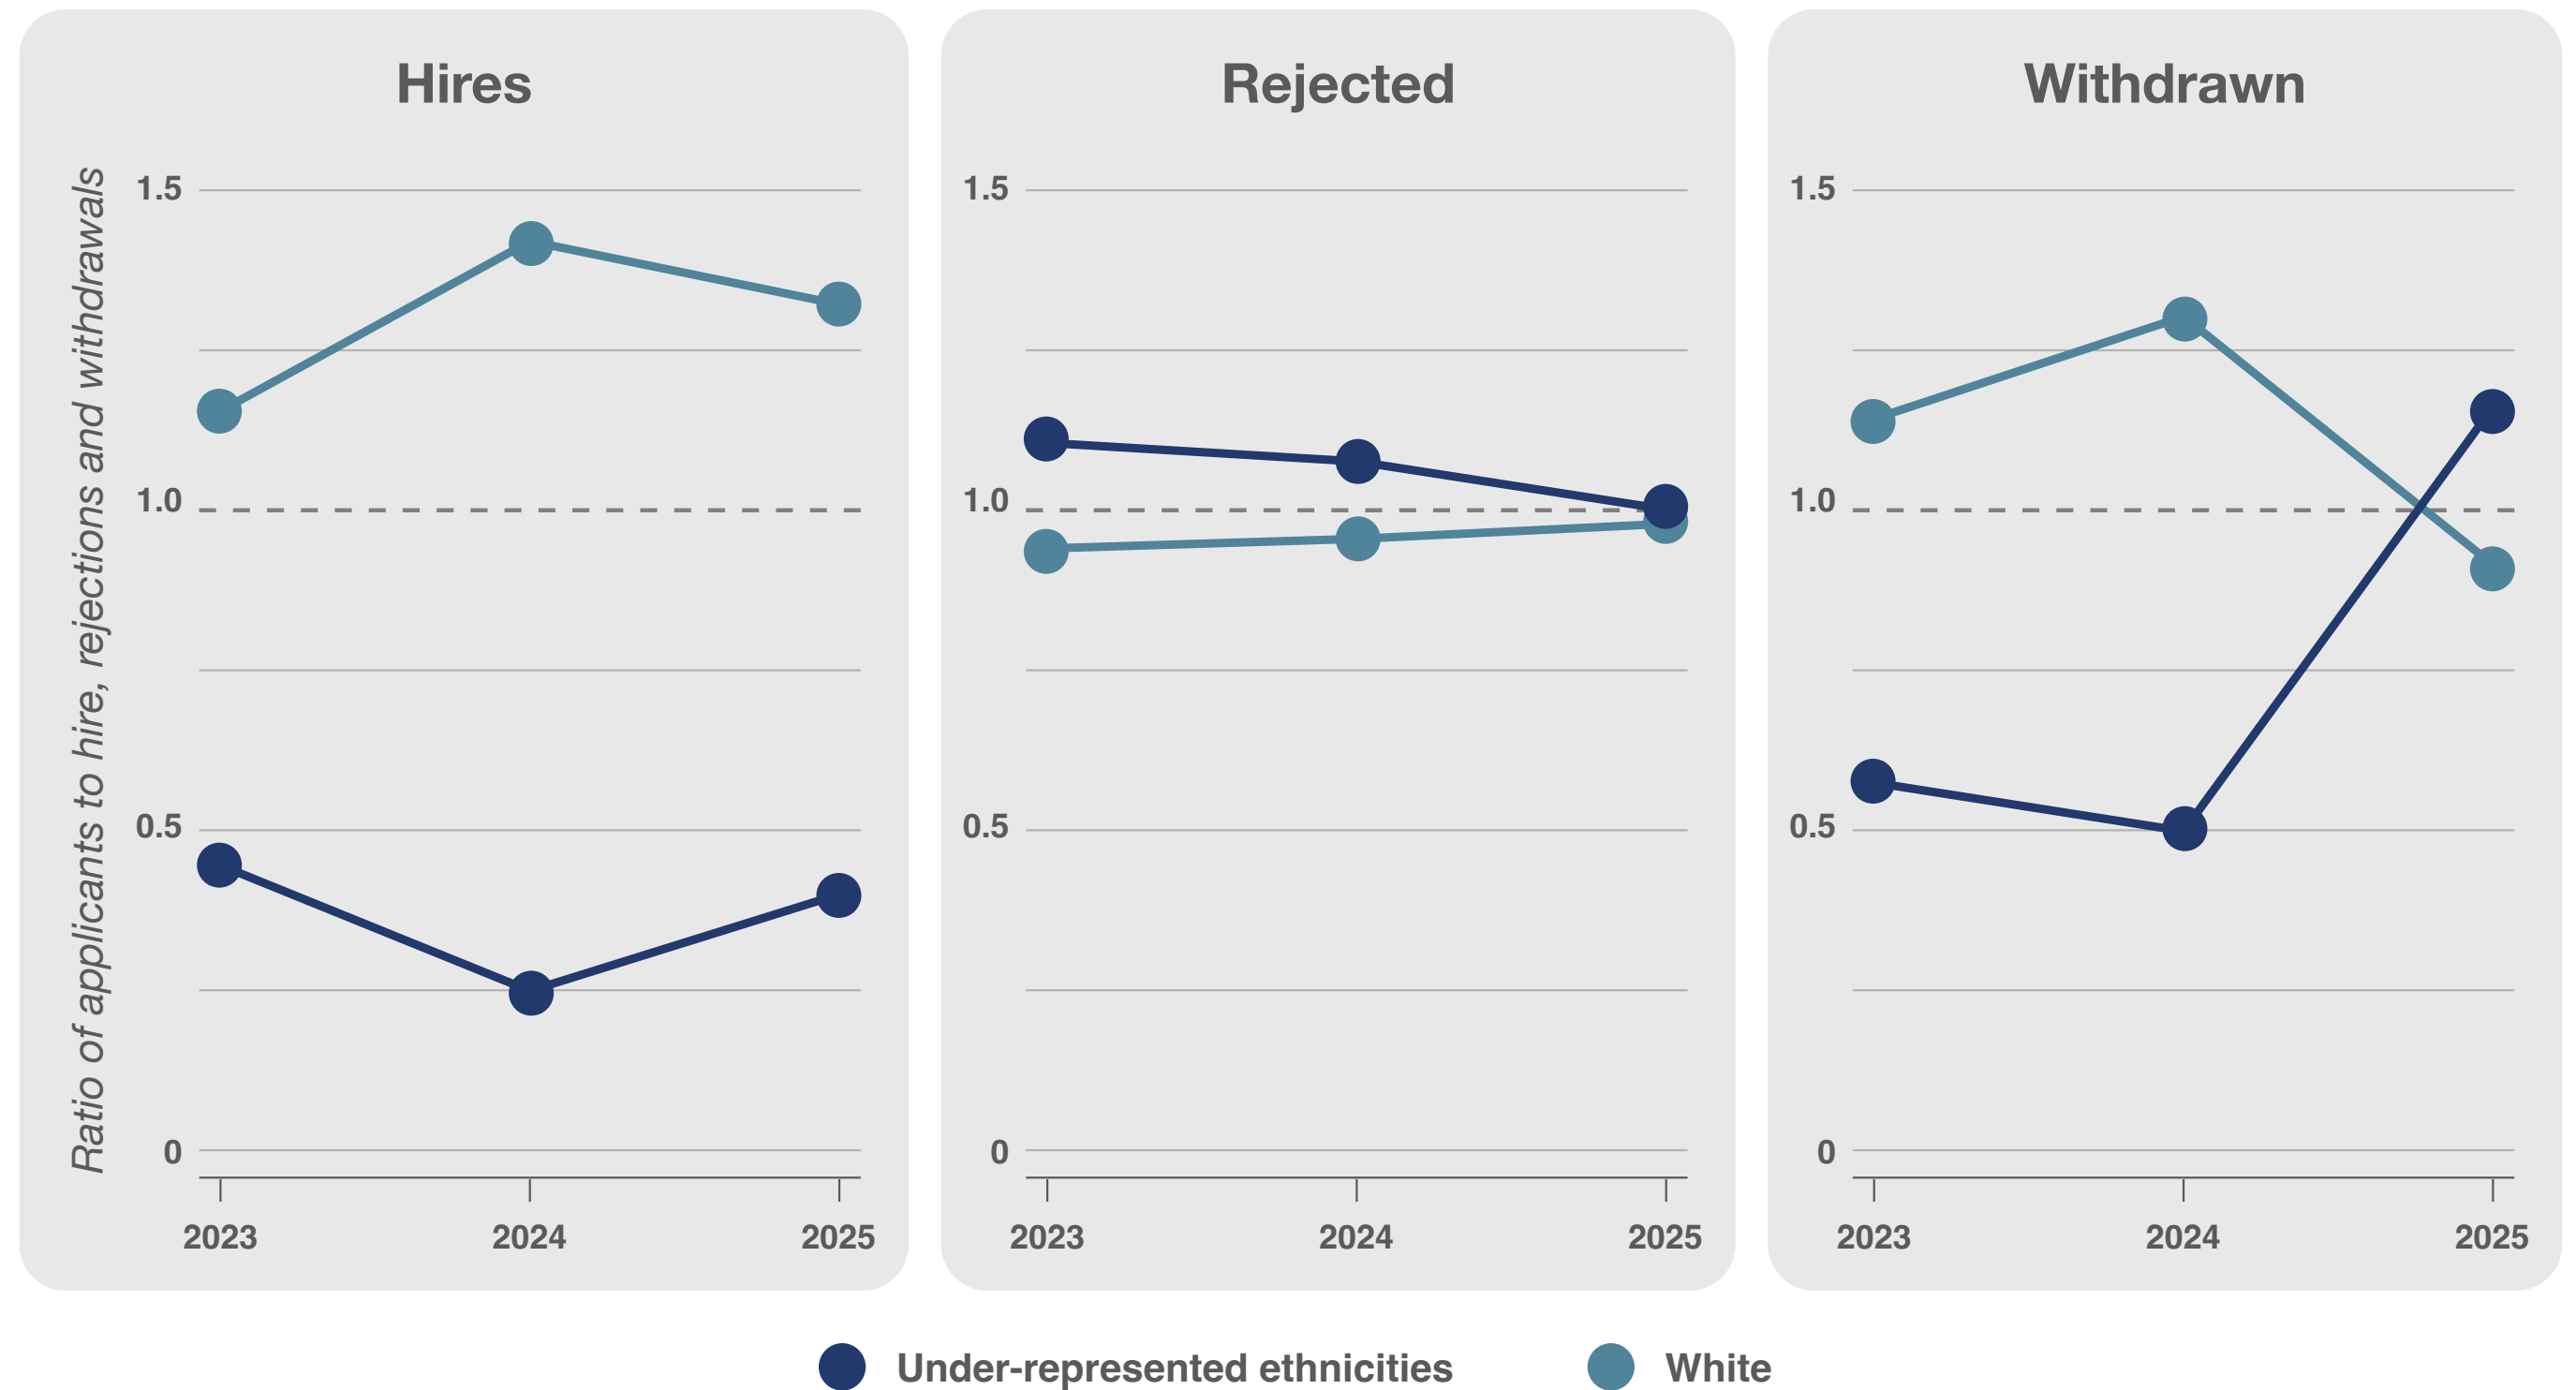 Hires
Ratio of applicants to hire, rejections and withdrawals
1.5
1.0
0.5
0
2023 2024 2025
Rejected
1.5
1.0
0.5
0
2023 2024 2025
Withdrawn
1.5
1.0
0.5
0
2023 2024 2025
Under-represented ethnicities
White